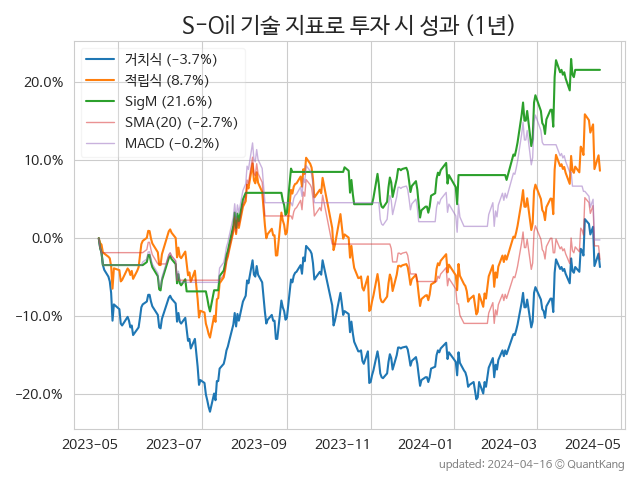 S-Oil 기술 지표로 투자 시 성과 (1년)
거치식 (-3.7%)
적립식 (8.7%)
SigM (21.6%)
SMA(20) (-2.7%)
MACD (-0.2%)
20.0%
10.0%
0.0%
-10.0%
-20.0%
2023-05 2023-07 2023-09 2023-11 2024-01 2024-03 2024-05
updated: 2024-04-16 © QuantKang